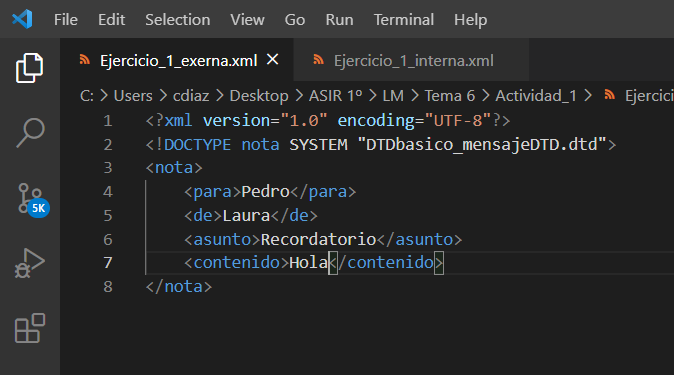 File Edit Selection View Go Run Terminal Help
Ejercicio_1_exerna.xml Ejercicio_1_interna.xml
C: > Users > cdiaz > Desktop > ASIR 1º > LM > Tema 6 > Actividad_1 > Ejercici
1 <?xml version="1.0" encoding="UTF-8"?>
2 <!DOCTYPE nota SYSTEM "DTDbasico_mensajeDTD.dtd">
3 <nota>
4 <para>Pedro</para>
5 <de>Laura</de>
6 <asunto>Recordatorio</asunto>
7 <contenido>Hola</contenido>
8 </nota>
5K